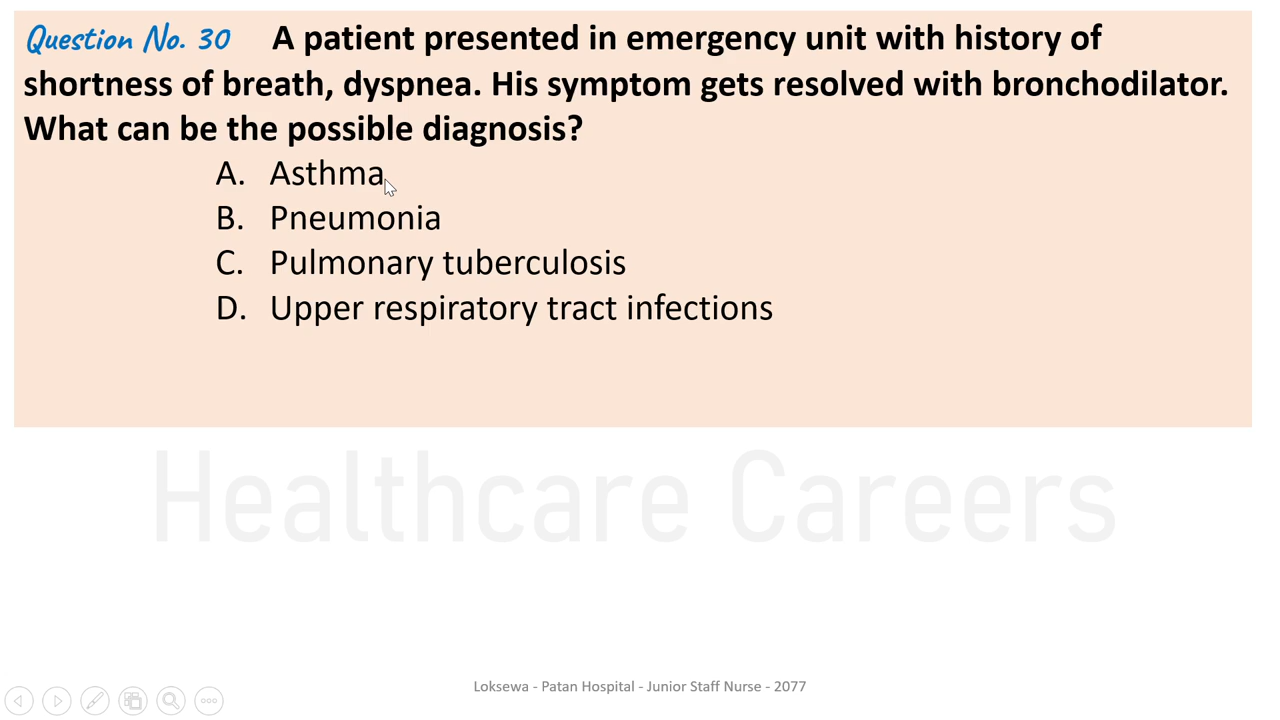 Question No. 30 A patient presented in emergency unit with history of
shortness of breath, dyspnea. His symptom gets resolved with bronchodilator.
What can be the possible diagnosis?
A. Asthma
B. Pneumonia
C. Pulmonary tuberculosis
D. Upper respiratory tract infections
Healthcare Careers
Loksewa - Patan Hospital - Junior Staff Nurse - 2077